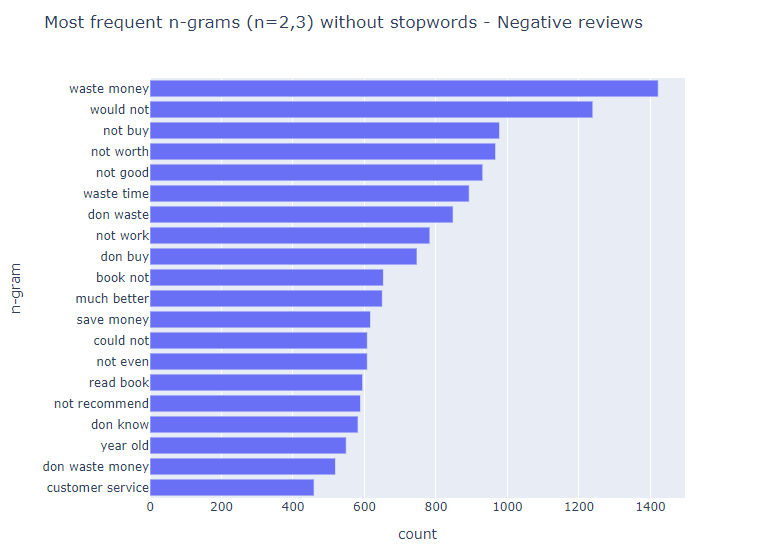 Most frequent n-grams (n=2,3) without stopwords - Negative reviews
waste money
would not
not buy
not worth
not good
waste time
don waste
not work
don buy
book not
much better
save money
could not
not even
read book
not recommend
don know
year old
don waste money
customer service
n-gram
0 200 400 600 800 1000 1200 1400
count